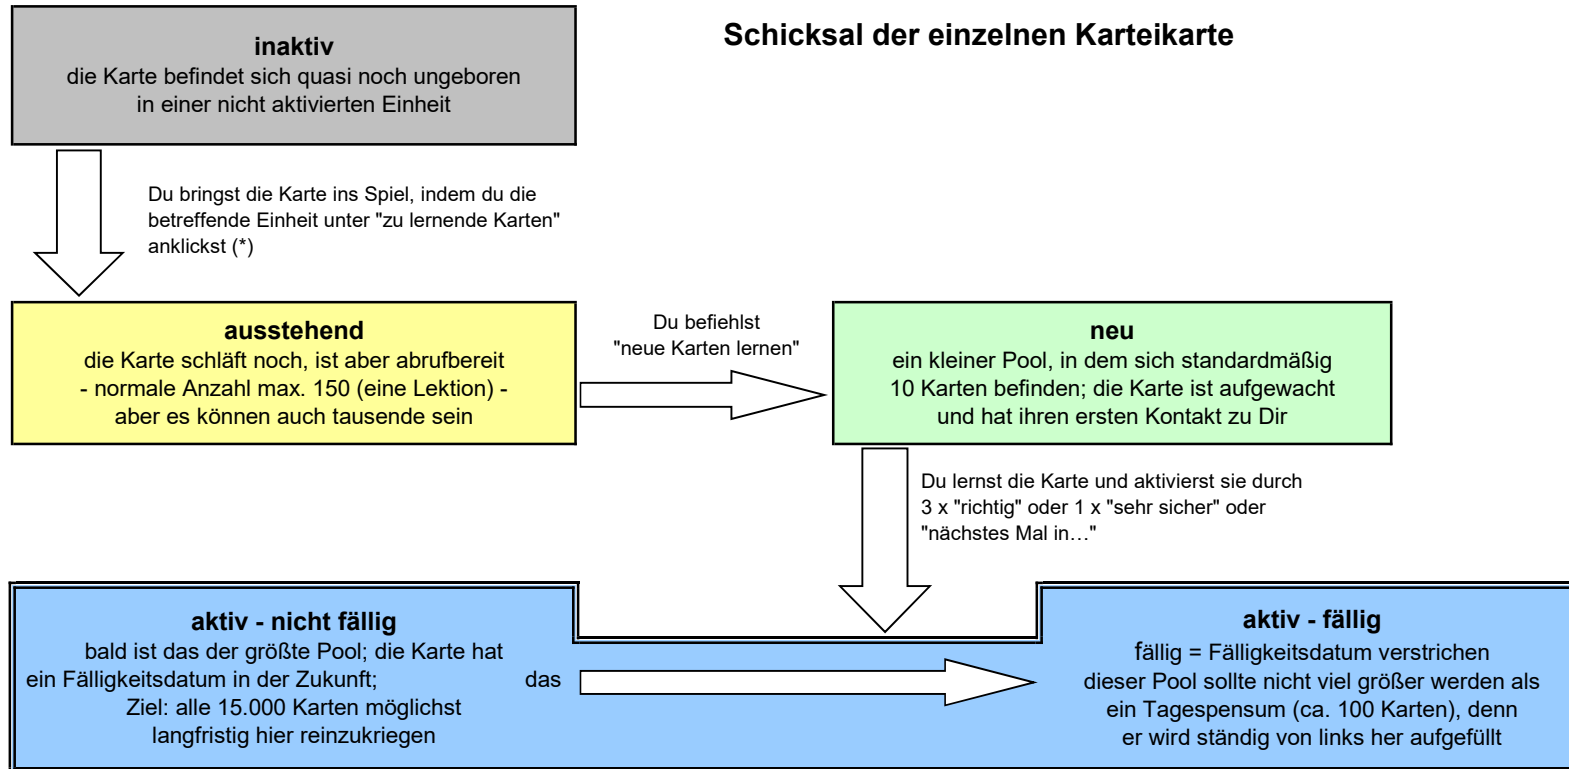 Schicksal der einzelnen Karteikarte
inaktiv
die Karte befindet sich quasi noch ungeboren
in einer nicht aktivierten Einheit
Du bringst die Karte ins Spiel, indem du die
betreffende Einheit unter "zu lernende Karten"
anklickst (*)
ausstehend
die Karte schläft noch, ist aber abrufbereit
- normale Anzahl max. 150 (eine Lektion) -
aber es können auch tausende sein
Du befiehlst
"neue Karten lernen"
neu
ein kleiner Pool, in dem sich standardmäßig
10 Karten befinden; die Karte ist aufgewacht
und hat ihren ersten Kontakt zu Dir
Du lernst die Karte und aktivierst sie durch
3 x "richtig" oder 1 x "sehr sicher" oder
"nächstes Mal in…"
aktiv - nicht fällig
bald ist das der größte Pool; die Karte hat
ein Fälligkeitsdatum in der Zukunft; das
Ziel: alle 15.000 Karten möglichst
langfristig hier reinzukriegen
aktiv - fällig
fällig = Fälligkeitsdatum verstrichen
dieser Pool sollte nicht viel größer werden als
ein Tagespensum (ca. 100 Karten), denn
er wird ständig von links her aufgefüllt